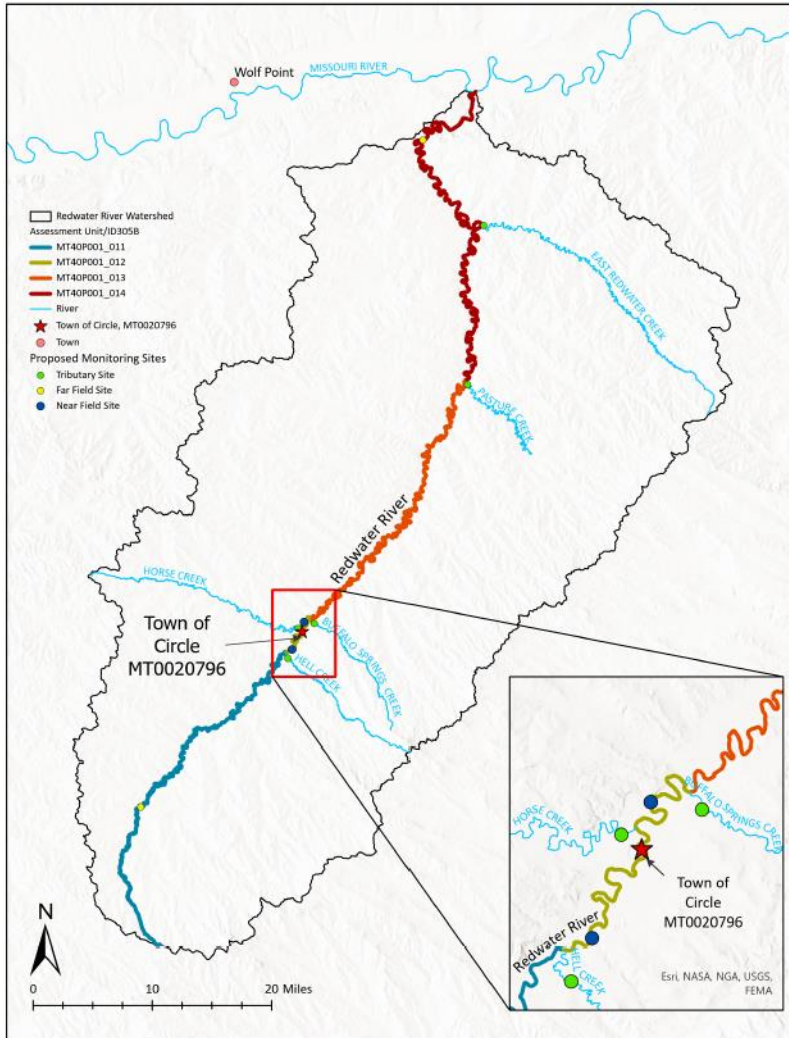 Wolf Point
MISSOURI RIVER
Redwater River Watershed
Assessment Unit/ID305B
MT40P001_011
MT40P001_012
MT40P001_013
MT40P001_014
River
Town of Circle, MT0020796
Town
Proposed Monitoring Sites
Tributary Site
Far Field Site
Near Field Site
EAST REDWATER CREEK
PASTURE CREEK
Redwater River
HORSE CREEK
Town of
Circle
MT0020796
BUFFALO SPRINGS CREEK
HELL CREEK
N
0 10 20 Miles
HORSE CREEK
BUFFALO SPRINGS CREEK
Town of
Circle
MT0020796
Redwater River
HELL CREEK
Esri, NASA, NGA, USGS,
FEMA